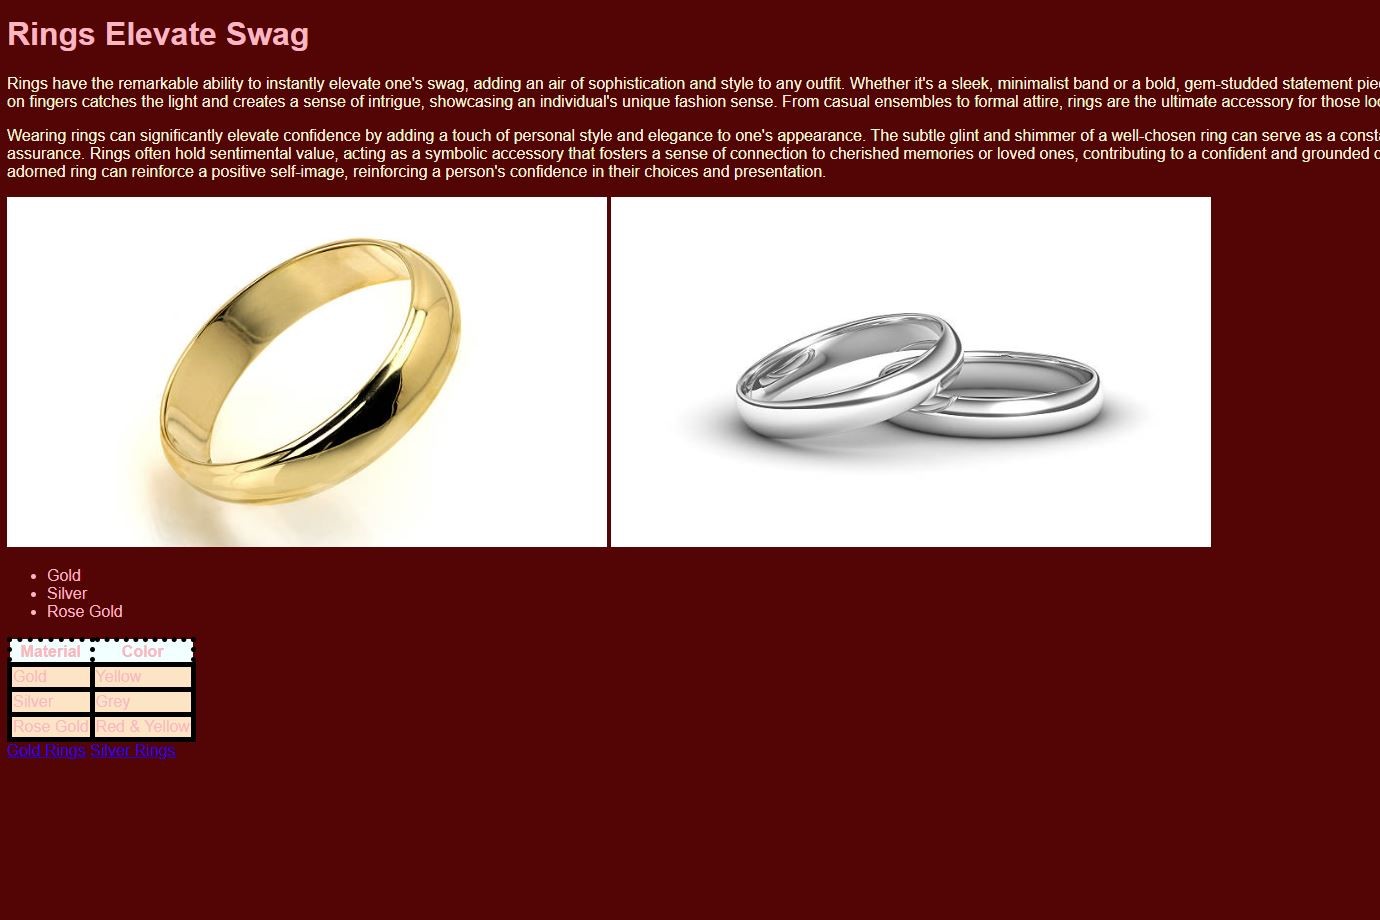 Rings Elevate Swag
Rings have the remarkable ability to instantly elevate one's swag, adding an air of sophistication and style to any outfit. Whether it's a sleek, minimalist band or a bold, gem-studded statement
on fingers catches the light and creates a sense of intrigue, showcasing an individual's unique fashion sense. From casual ensembles to formal attire, rings are the ultimate accessory for those
Wearing rings can significantly elevate confidence by adding a touch of personal style and elegance to one's appearance. The subtle glint and shimmer of a well-chosen ring can serve as a
assurance. Rings often hold sentimental value, acting as a symbolic accessory that fosters a sense of connection to cherished memories or loved ones, contributing to a confident and grounded
adorned ring can reinforce a positive self-image, reinforcing a person's confidence in their choices and presentation.
Gold
Silver
Rose Gold
Material Color
Gold Yellow
Silver Grey
Rose Gold Red & Yellow
Gold Rings Silver Rings